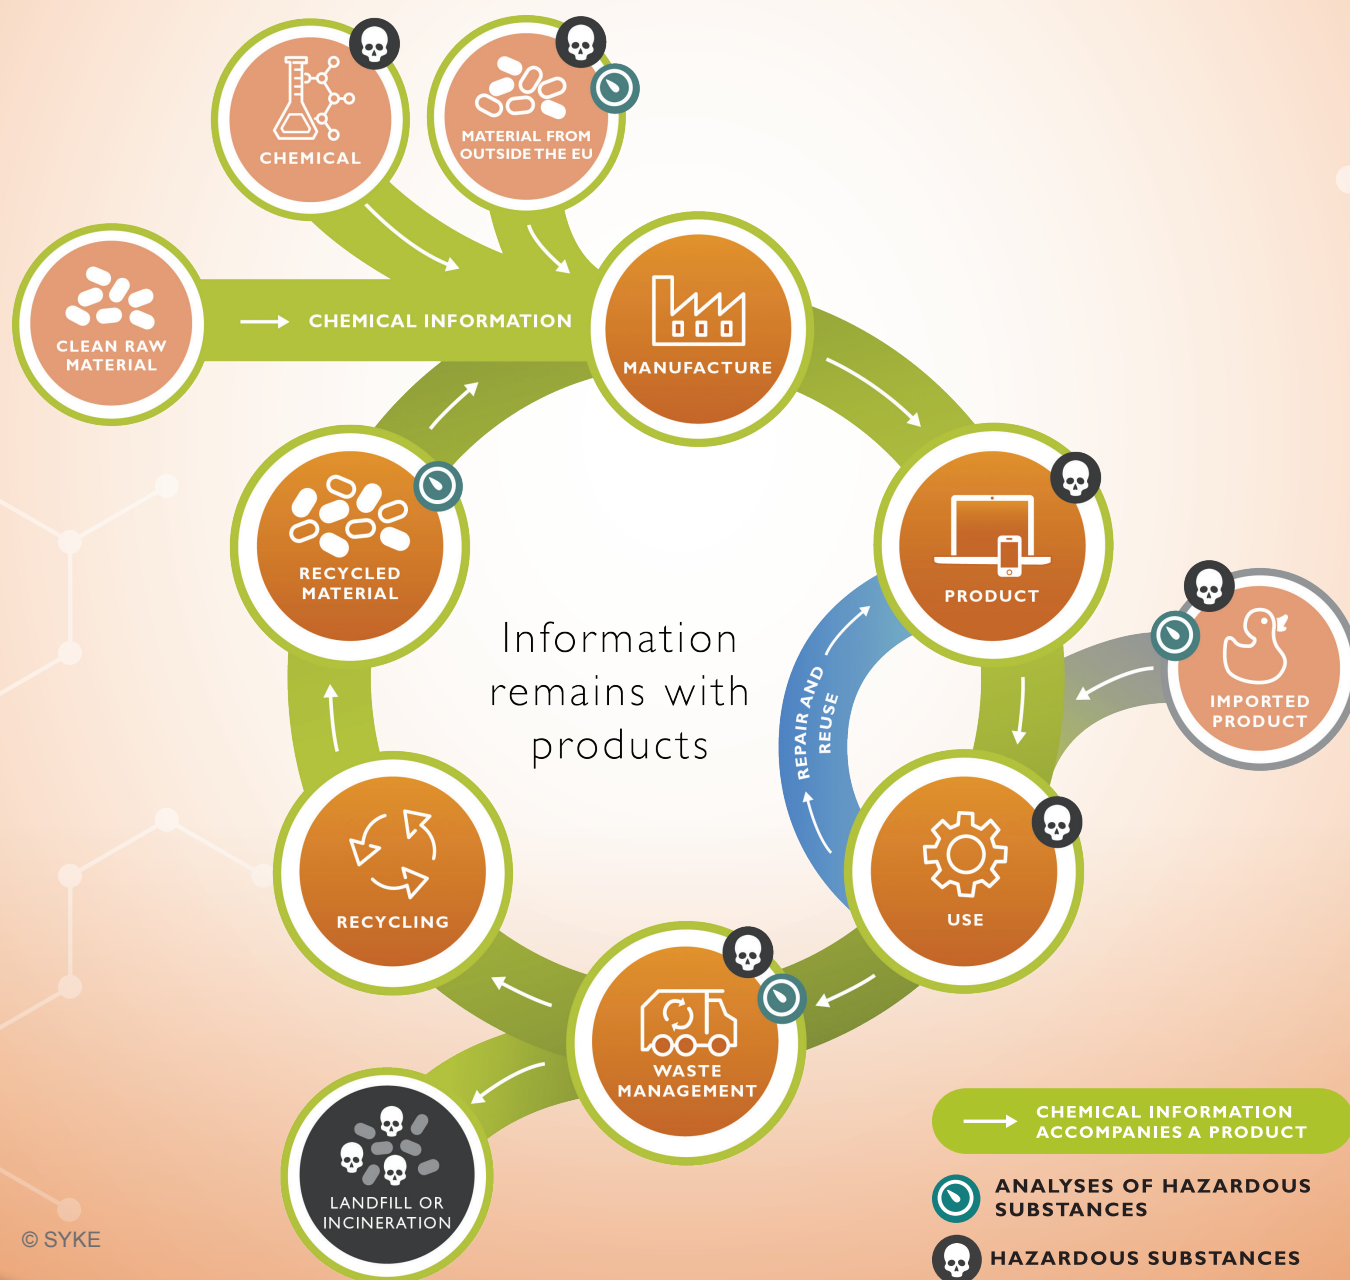 CHEMICAL
MATERIAL FROM
OUTSIDE THE EU
CLEAN RAW
MATERIAL
CHEMICAL INFORMATION
MANUFACTURE
RECYCLED
MATERIAL
PRODUCT
Information
remains with
products
REPAIR AND
REUSE
IMPORTED
PRODUCT
RECYCLING
USE
WASTE
MANAGEMENT
LANDFILL OR
INCINERATION
CHEMICAL INFORMATION
ACCOMPANIES A PRODUCT
ANALYSES OF HAZARDOUS
SUBSTANCES
HAZARDOUS SUBSTANCES
© SYKE